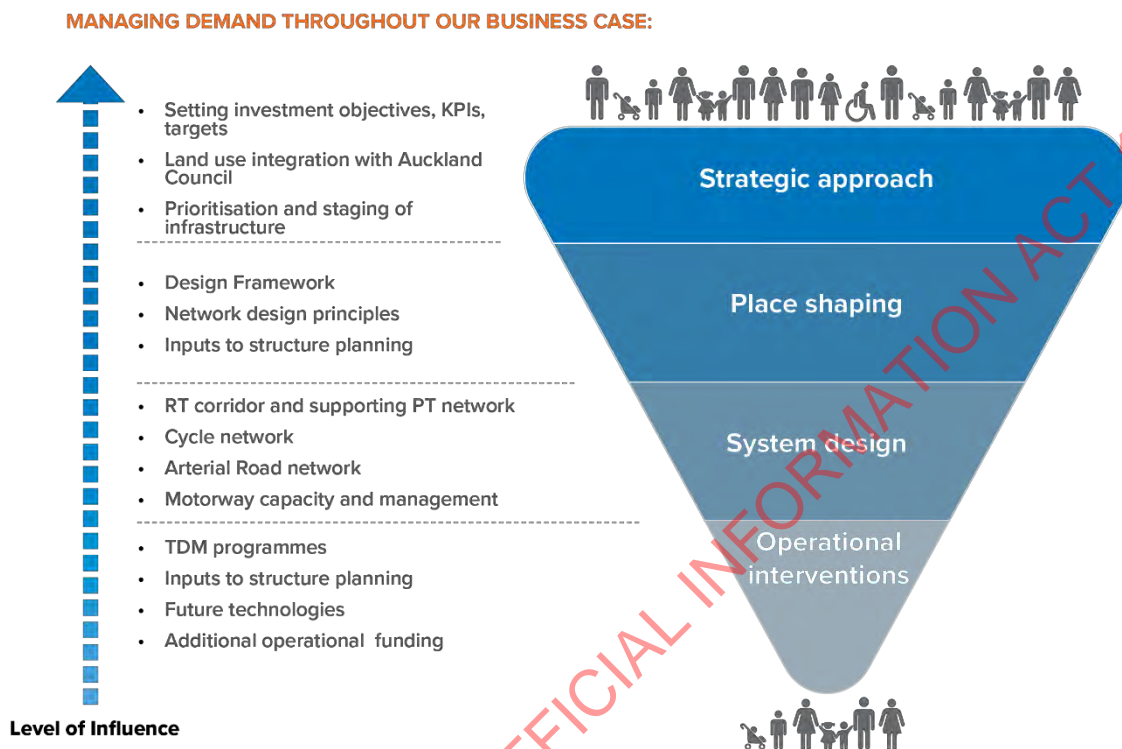 MANAGING DEMAND THROUGHOUT OUR BUSINESS CASE:
• Setting investment objectives, KPIs,
targets
• Land use integration with Auckland
Council
• Prioritisation and staging of
infrastructure
• Design Framework
• Network design principles
• Inputs to structure planning
• RT corridor and supporting PT network
• Cycle network
• Arterial Road network
• Motorway capacity and management
• TDM programmes
• Inputs to structure planning
• Future technologies
• Additional operational funding
Level of Influence
Strategic approach
Place shaping
System design
Operational
interventions
INFORMATION ACT